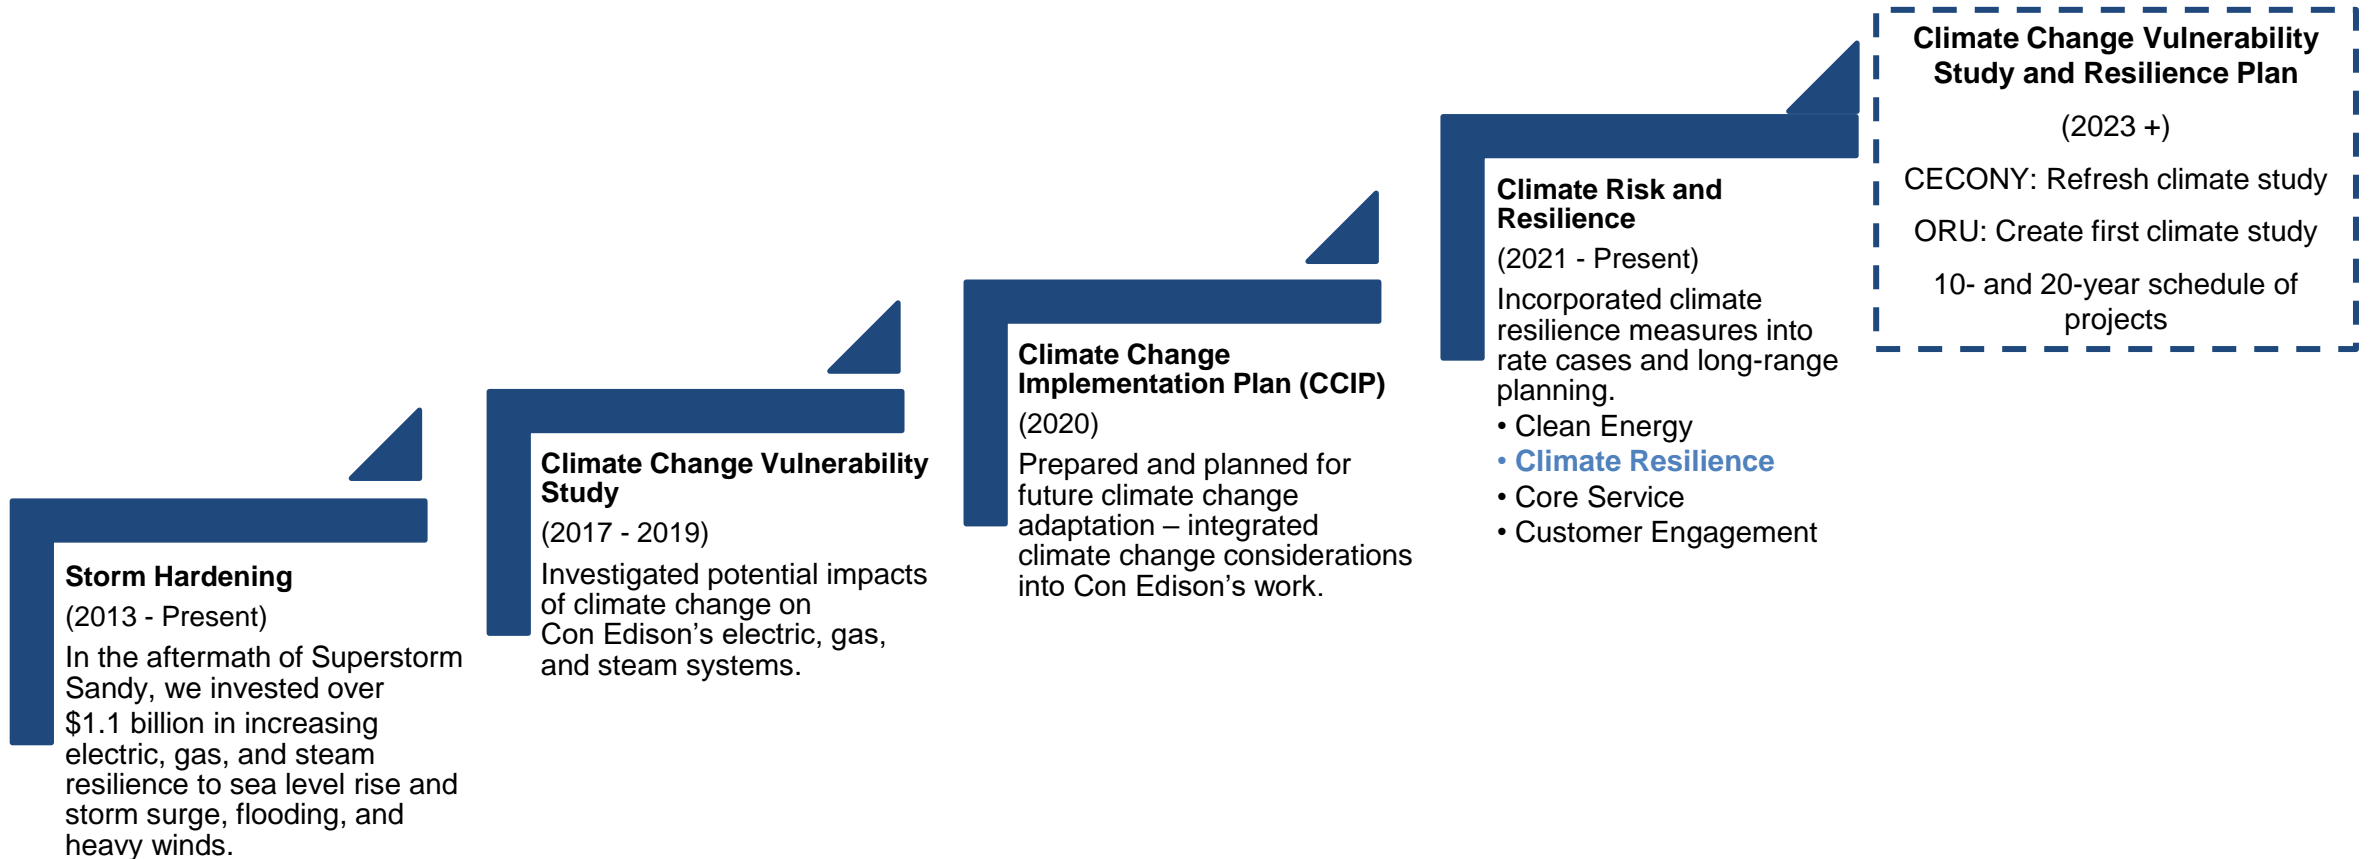 Storm Hardening
(2013 - Present)
In the aftermath of Superstorm
Sandy, we invested over
$1.1 billion in increasing
electric, gas, and steam
resilience to sea level rise and
storm surge, flooding, and
heavy winds.
Climate Change Vulnerability
Study
(2017 - 2019)
Investigated potential impacts
of climate change on
Con Edison’s electric, gas,
and steam systems.
Climate Change
Implementation Plan (CCIP)
(2020)
Prepared and planned for
future climate change
adaptation – integrated
climate change considerations
into Con Edison’s work.
Climate Risk and
Resilience
(2021 - Present)
Incorporated climate
resilience measures into
rate cases and long-range
planning.
• Clean Energy
• Climate Resilience
• Core Service
• Customer Engagement
Climate Change Vulnerability
Study and Resilience Plan
(2023 +)
CECONY: Refresh climate study
ORU: Create first climate study
10- and 20-year schedule of
projects